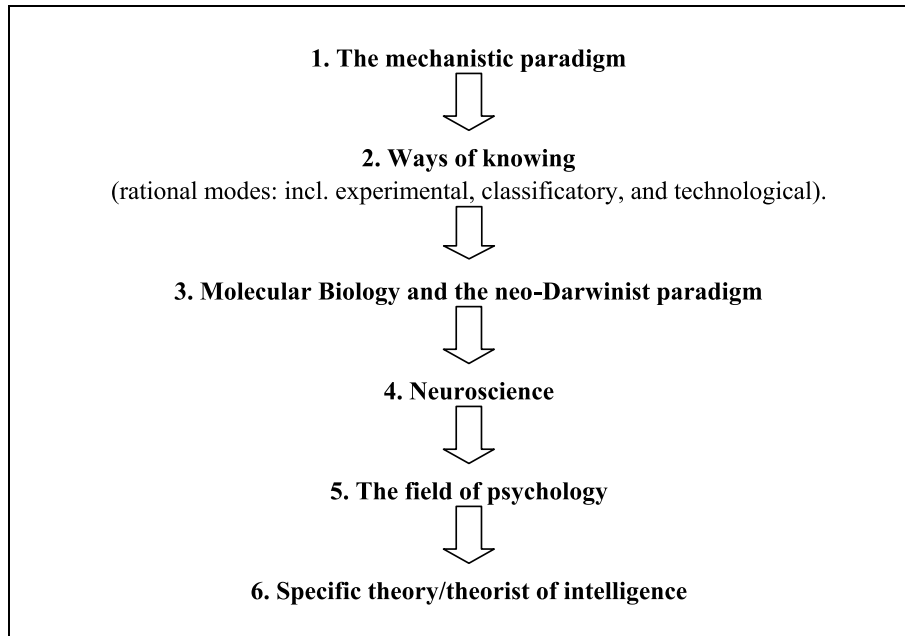 1. The mechanistic paradigm
2. Ways of knowing
(rational modes: incl. experimental, classificatory, and technological).
3. Molecular Biology and the neo-Darwinist paradigm
4. Neuroscience
5. The field of psychology
6. Specific theory/theorist of intelligence